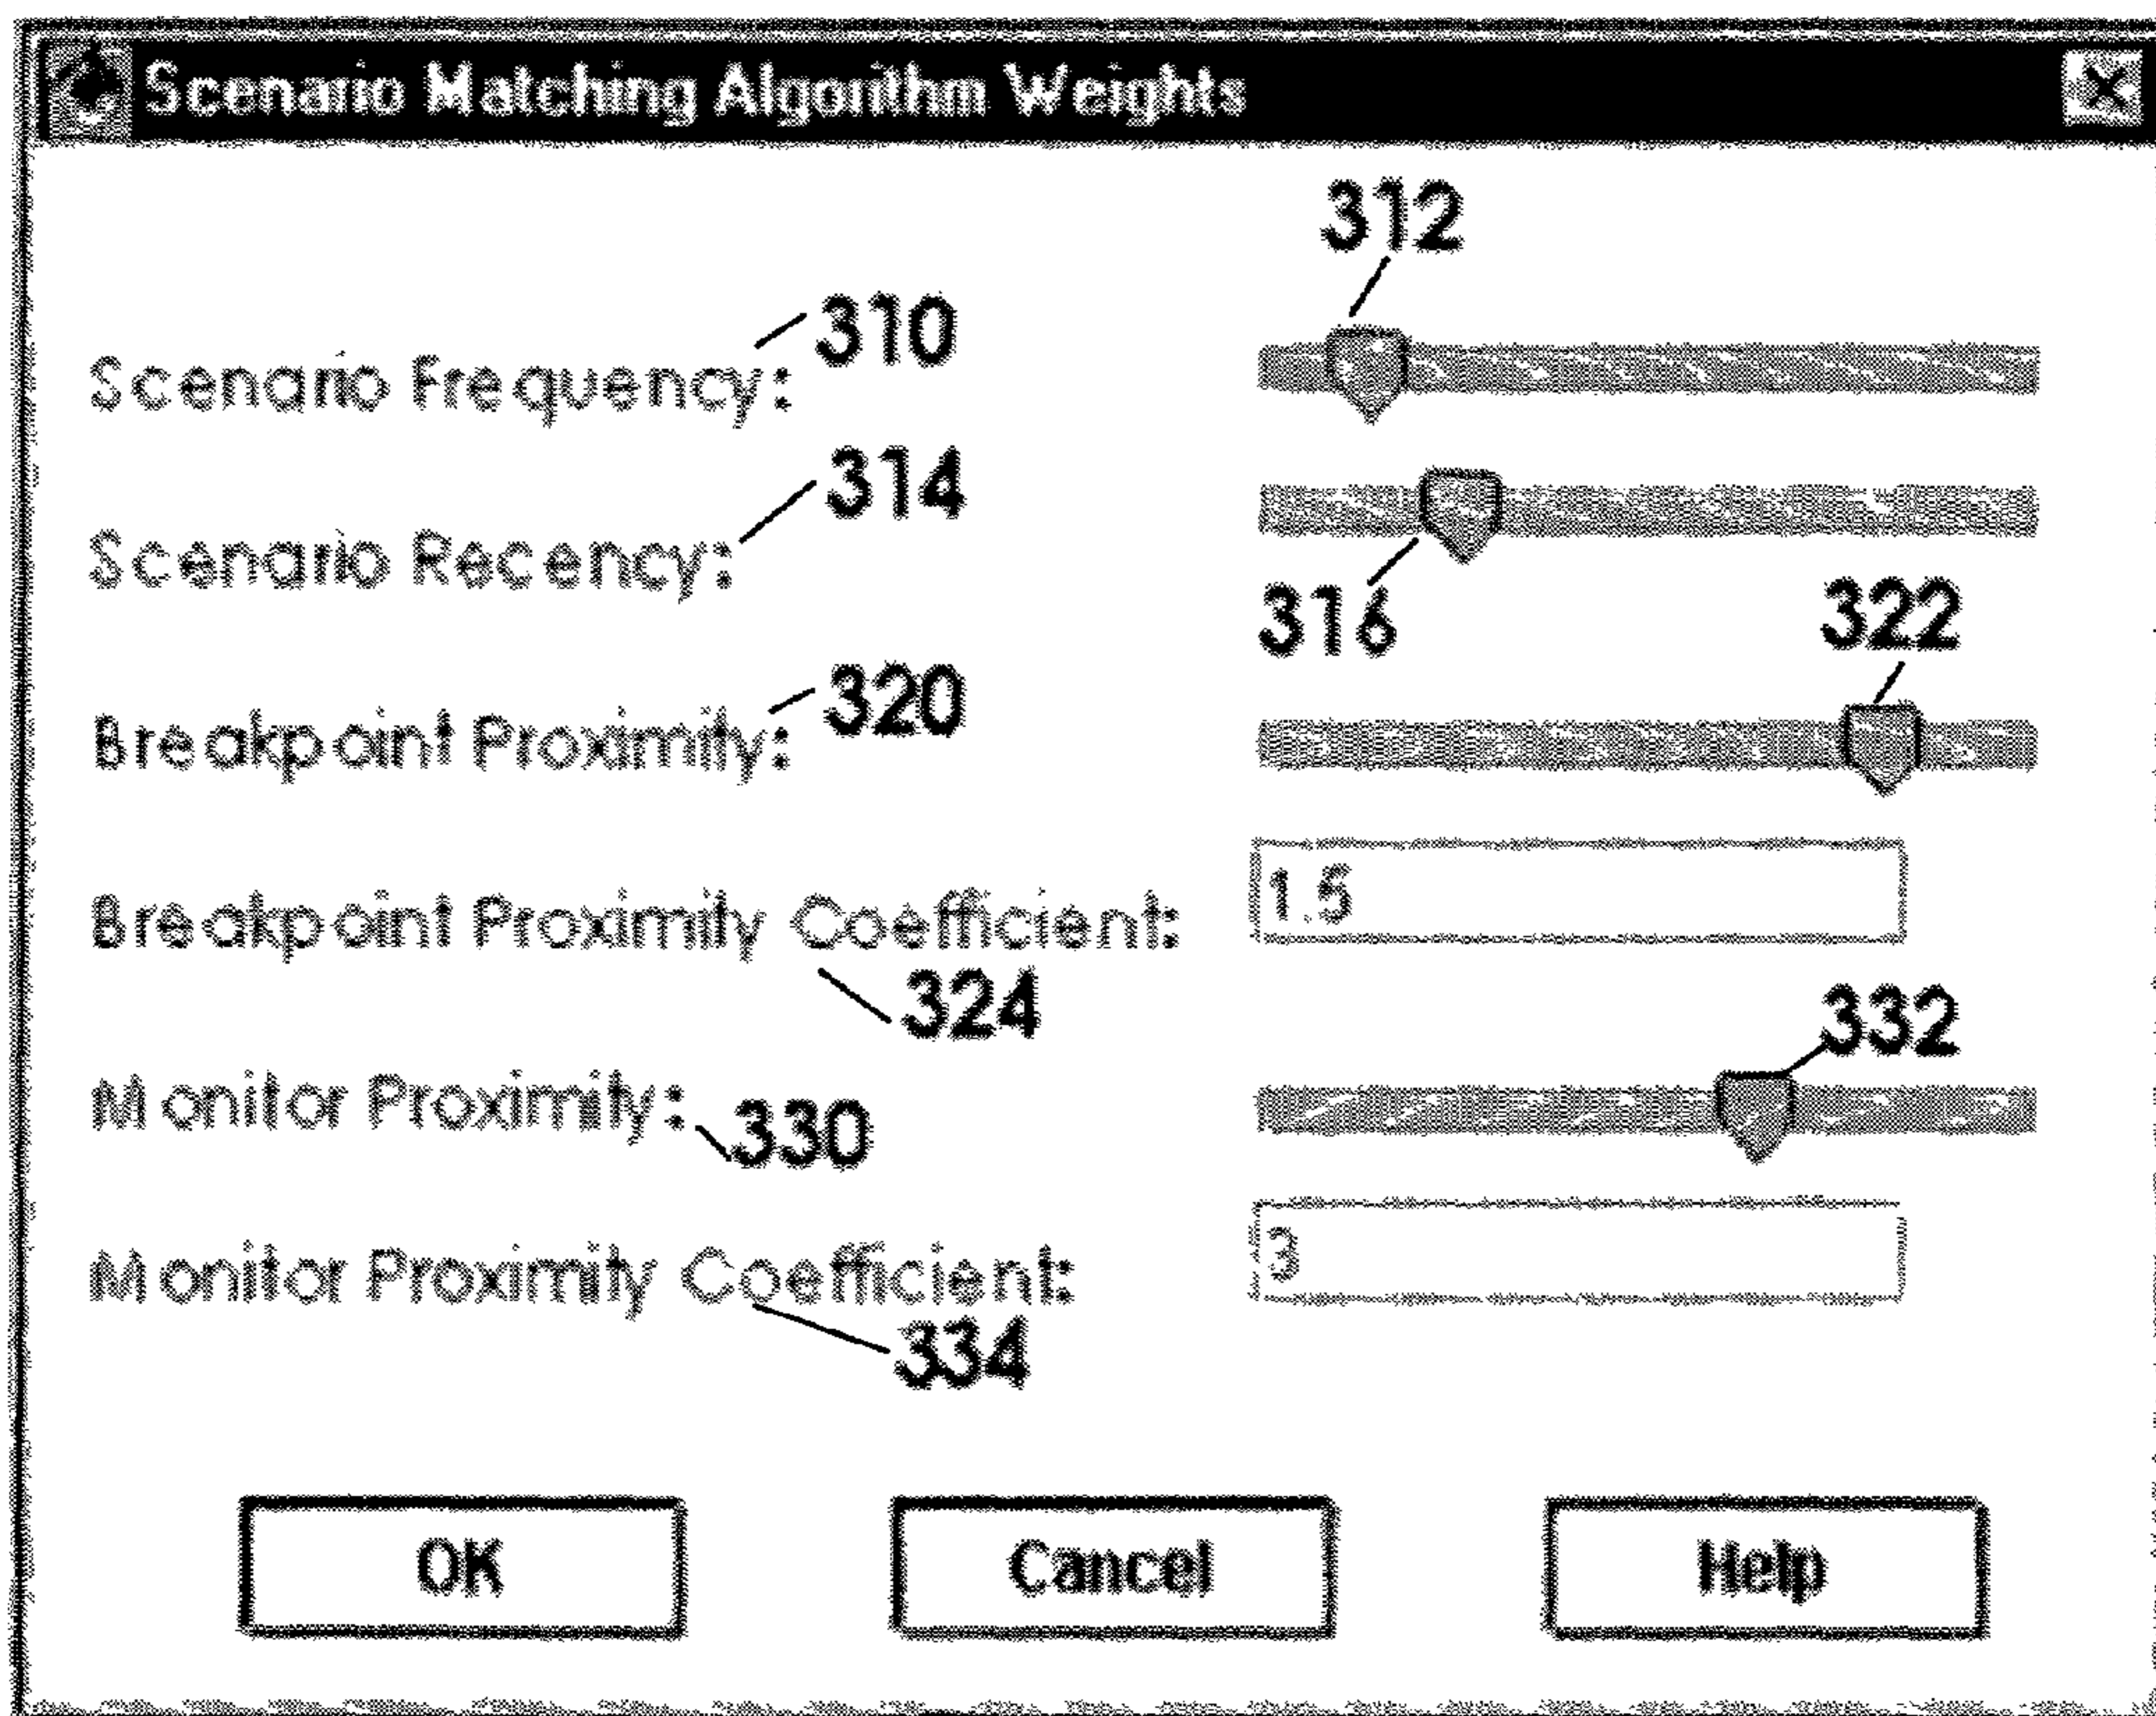 Scenario Matching Algorithm Weights
312
Scenario Frequency: 310
314
Scenario Recency:
316 322
Breakpoint Proximity: 320
Breakpoint Proximity Coefficient: 1.5
324
332
Monitor Proximity: 330
Monitor Proximity Coefficient: 3
334
OK Cancel Help